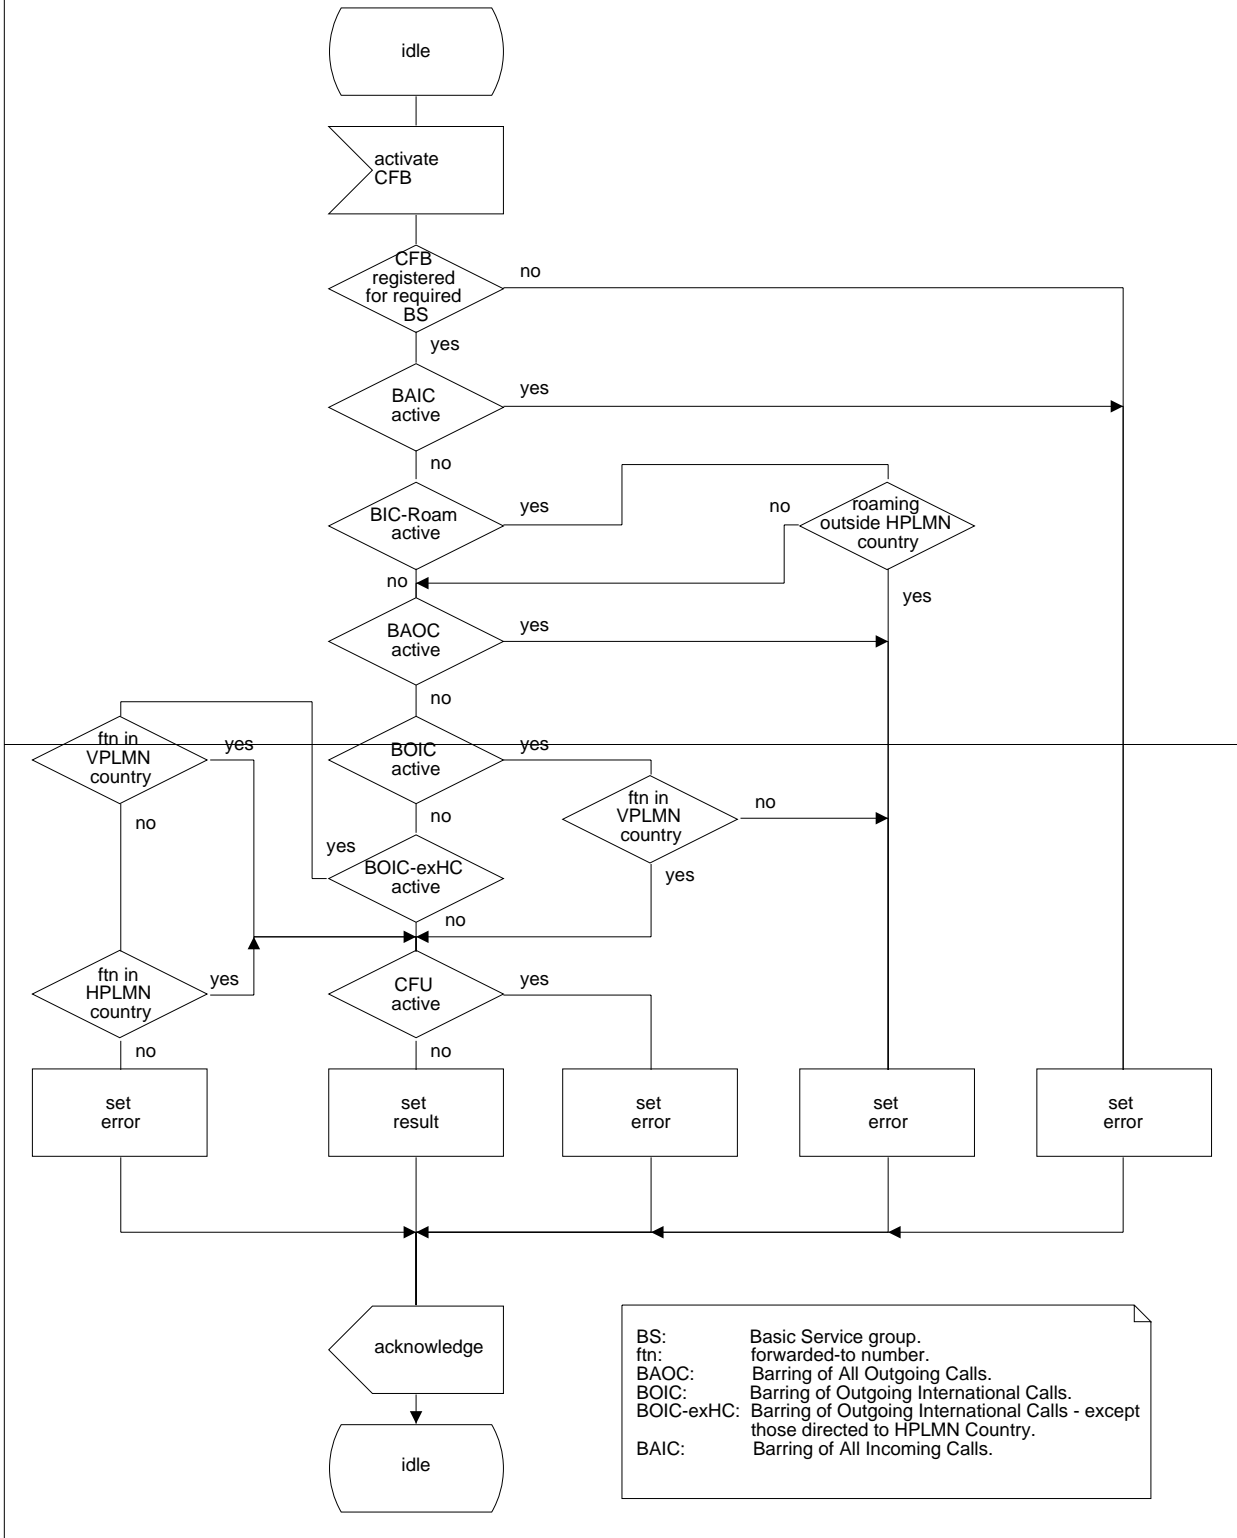 idle
activate
CFB
CFB
registered
for required
BS
no
yes
BAIC
active
yes
no
BIC-Roam
active
yes
no
roaming
outside HPLMN
country
no
yes
BAOC
active
yes
no
ftn in
VPLMN
country
yes
no
BOIC
active
yes
no
ftn in
VPLMN
country
no
yes
yes
BOIC-exHC
active
no
ftn in
HPLMN
country
yes
no
CFU
active
yes
no
set
error
set
result
set
error
set
error
set
error
acknowledge
idle
BS: Basic Service group.
ftn: forwarded-to number.
BAOC: Barring of All Outgoing Calls.
BOIC: Barring of Outgoing International Calls.
BOIC-exHC: Barring of Outgoing International Calls - except
those directed to HPLMN Country.
BAIC: Barring of All Incoming Calls.